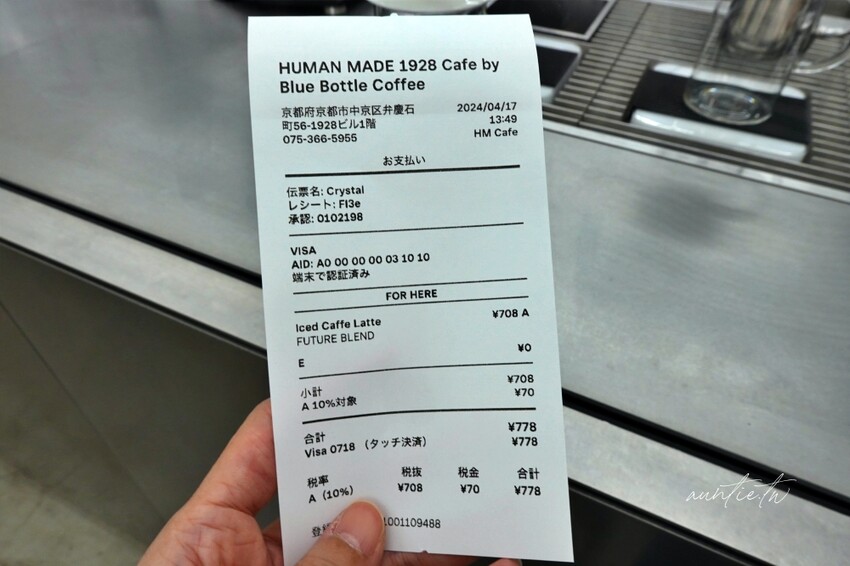 HUMAN MADE 1928 Cafe by
Blue Bottle Coffee
京都府京都市中京区弁慶石
町56-1928ビル1階
075-366-5955
2024/04/17
13:49
HM Cafe
お支払い
伝票名: Crystal
レシート: FI3e
承認: 0102198
VISA
AID: A0 00 00 00 03 10 10
端末で認証済み
FOR HERE
Iced Caffe Latte ¥708 A
FUTURE BLEND
E ¥0
小計 ¥708
A 10%対象 ¥70
合計 ¥778
Visa 0718 （タッチ決済） ¥778
税率 税抜 税金 合計
A（10%） ¥708 ¥70 ¥778
登 1001109488
auntie.tw